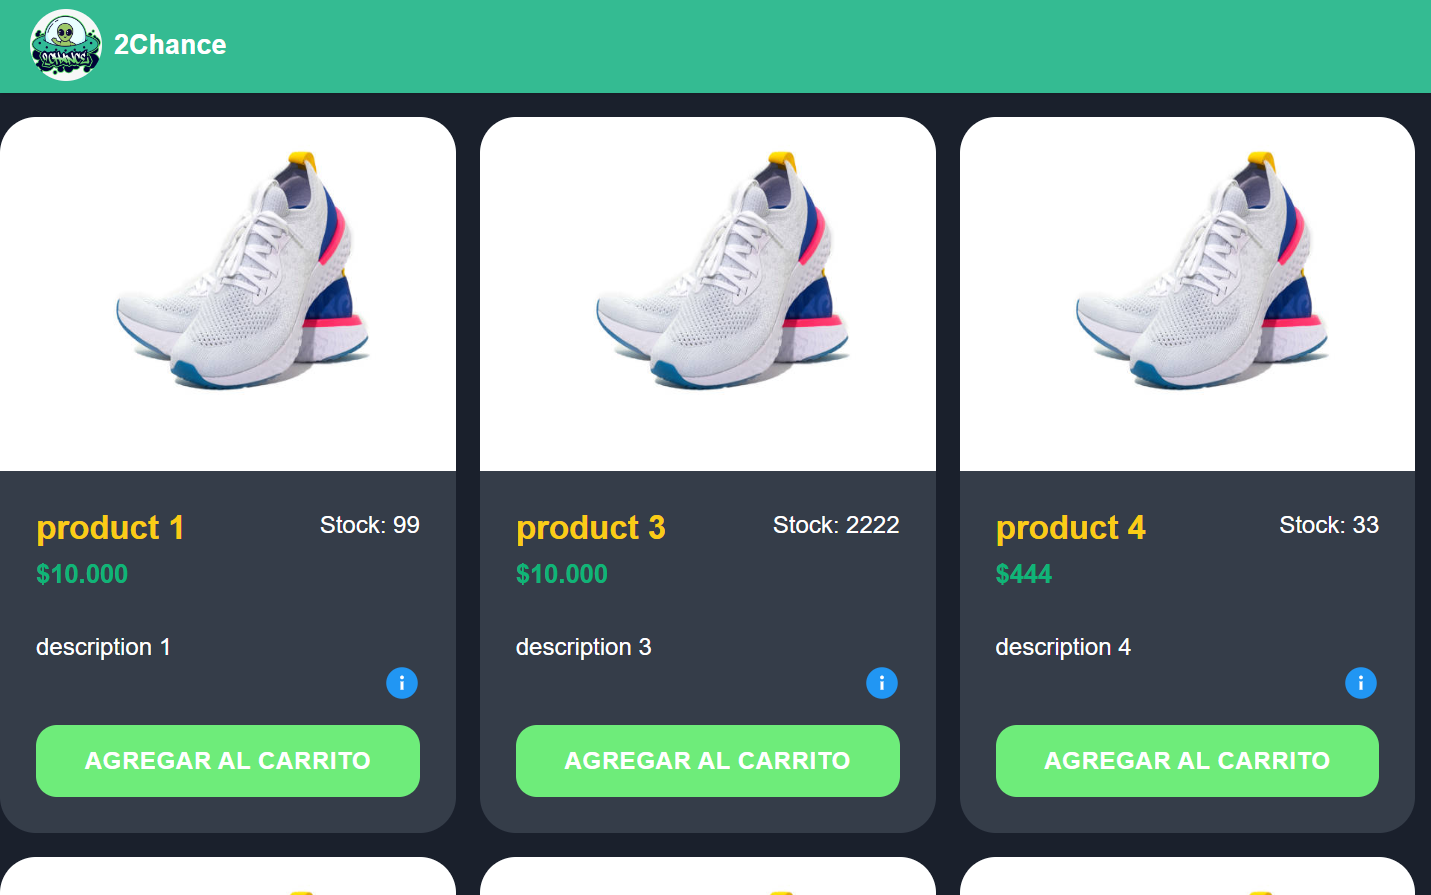 2CHANCE
2Chance
product 1
Stock: 99
$10.000
description 1
AGREGAR AL CARRITO
product 3
Stock: 2222
$10.000
description 3
AGREGAR AL CARRITO
product 4
Stock: 33
$444
description 4
AGREGAR AL CARRITO